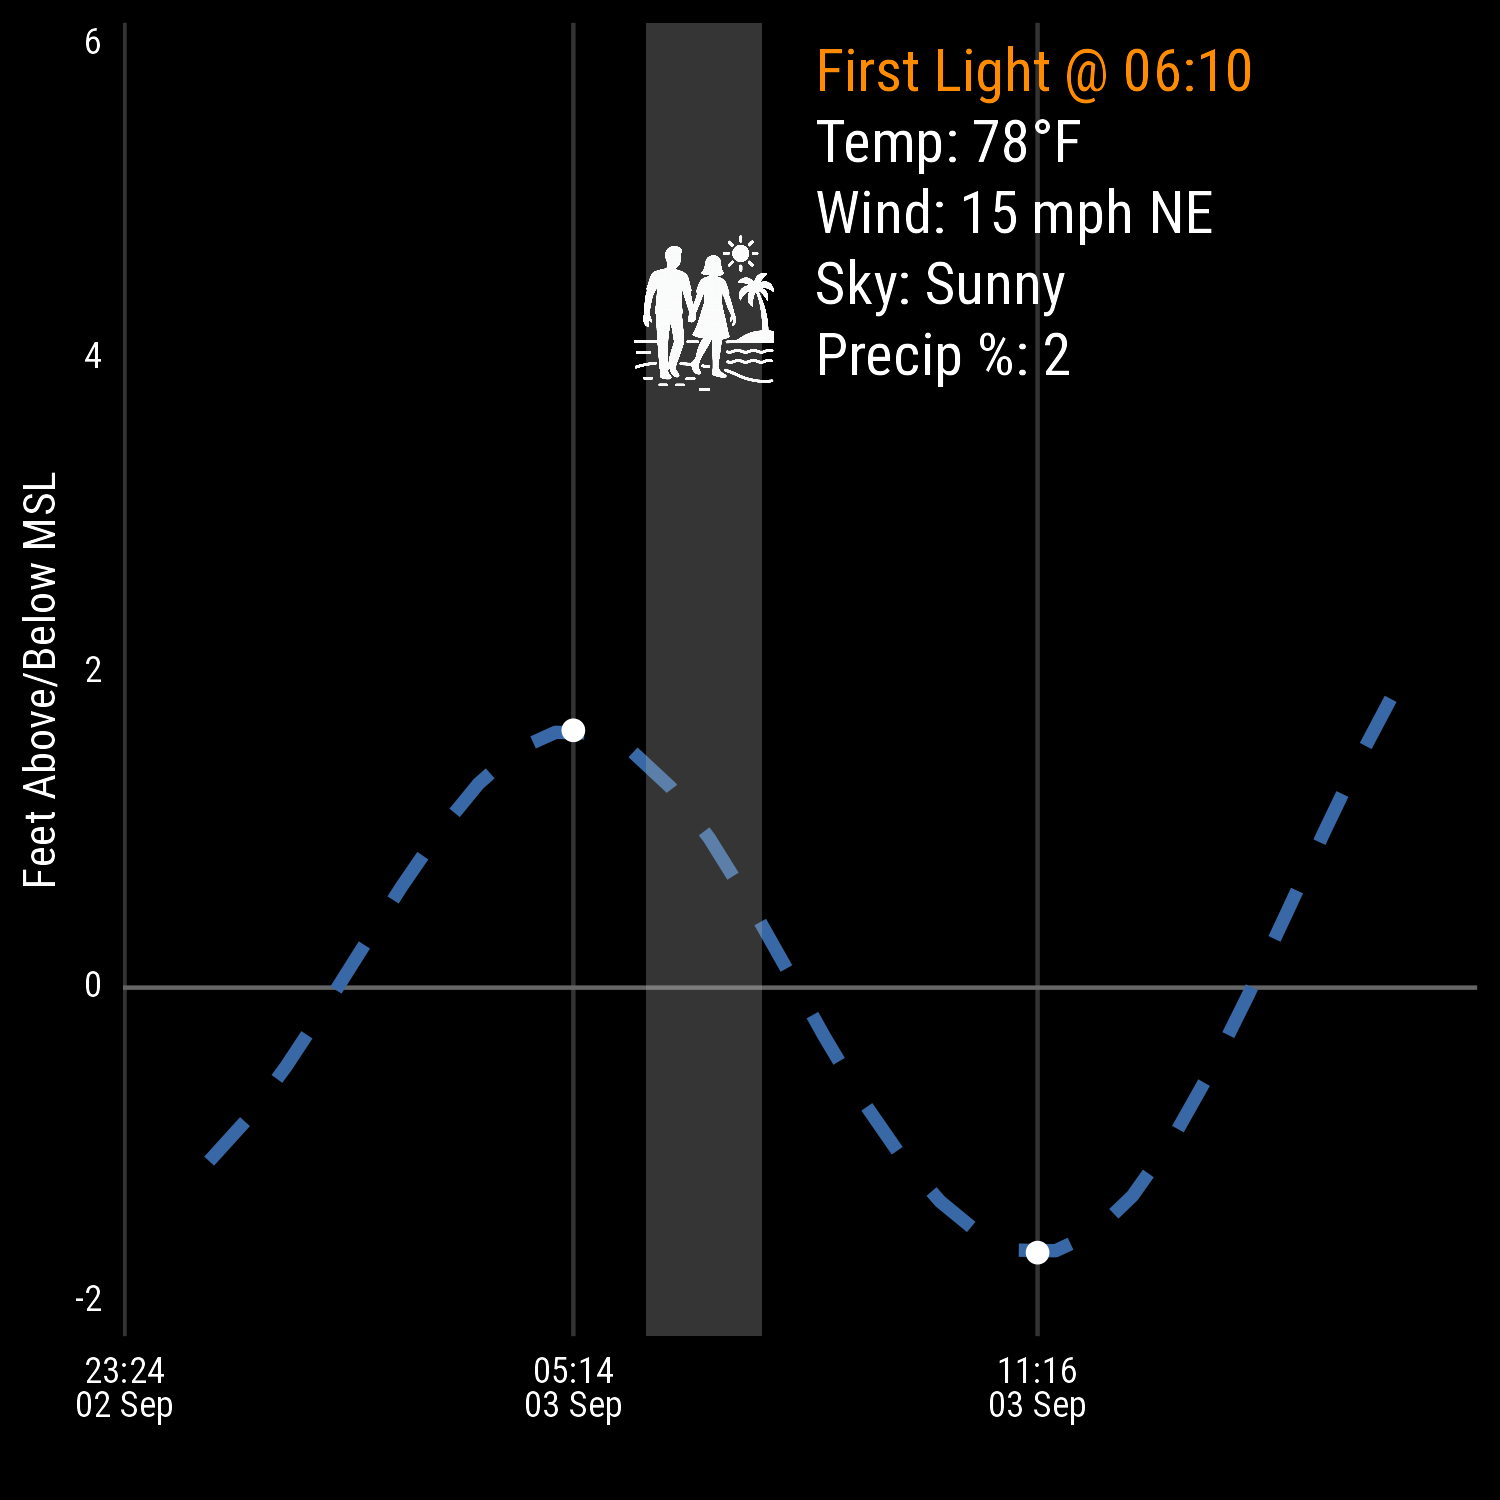 First Light @ 06:10
Temp: 78°F
Wind: 15 mph NE
Sky: Sunny
Precip %: 2
Feet Above/Below MSL
6
4
2
0
-2
23:24
02 Sep
05:14
03 Sep
11:16
03 Sep